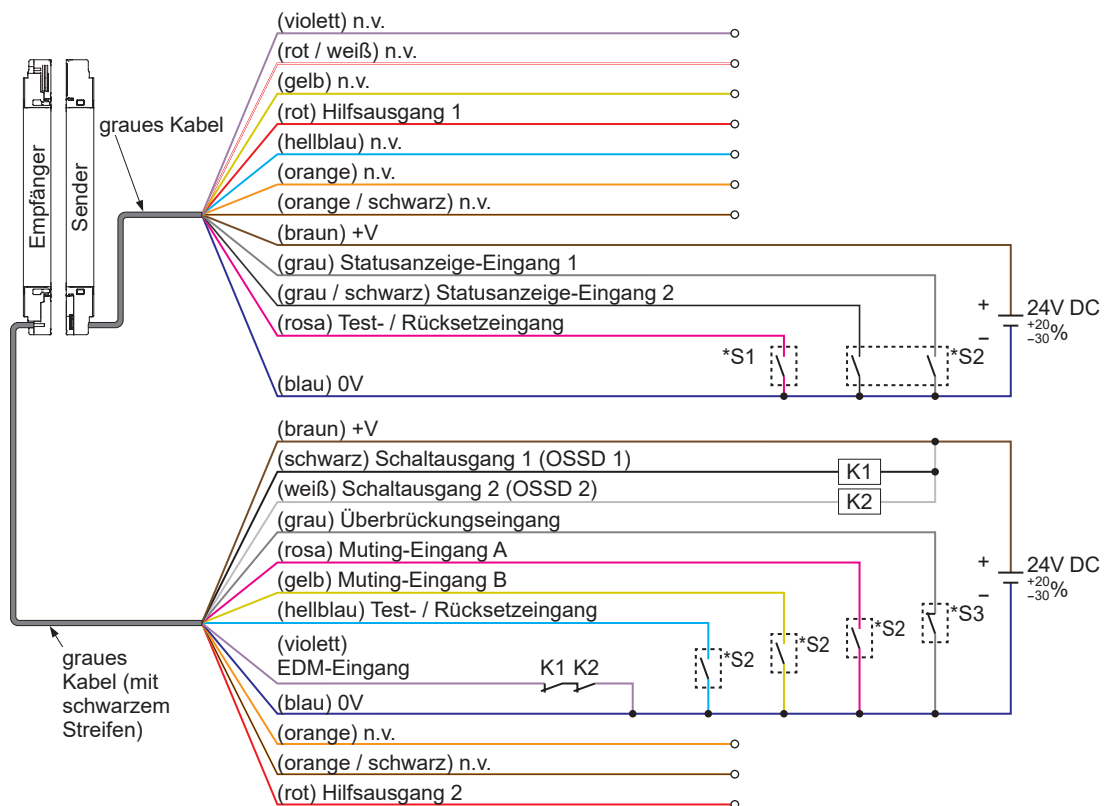 (violett) n.v.
(rot / weiß) n.v.
(gelb) n.v.
(rot) Hilfsausgang 1
(hellblau) n.v.
(orange) n.v.
(orange / schwarz) n.v.
(braun) +V
(grau) Statusanzeige-Eingang 1
(grau / schwarz) Statusanzeige-Eingang 2
(rosa) Test- / Rücksetzeingang
(blau) 0V
graues Kabel
Empfänger
Sender
*S1
*S2
+
−
24V DC
+20
−30%
(braun) +V
(schwarz) Schaltausgang 1 (OSSD 1)
(weiß) Schaltausgang 2 (OSSD 2)
(grau) Überbrückungseingang
(rosa) Muting-Eingang A
(gelb) Muting-Eingang B
(hellblau) Test- / Rücksetzeingang
(violett)
EDM-Eingang
(blau) 0V
(orange) n.v.
(orange / schwarz) n.v.
(rot) Hilfsausgang 2
K1
K2
K1 K2
*S2
*S2
*S2
*S3
+
−
24V DC
+20
−30%
graues
Kabel (mit
schwarzem
Streifen)